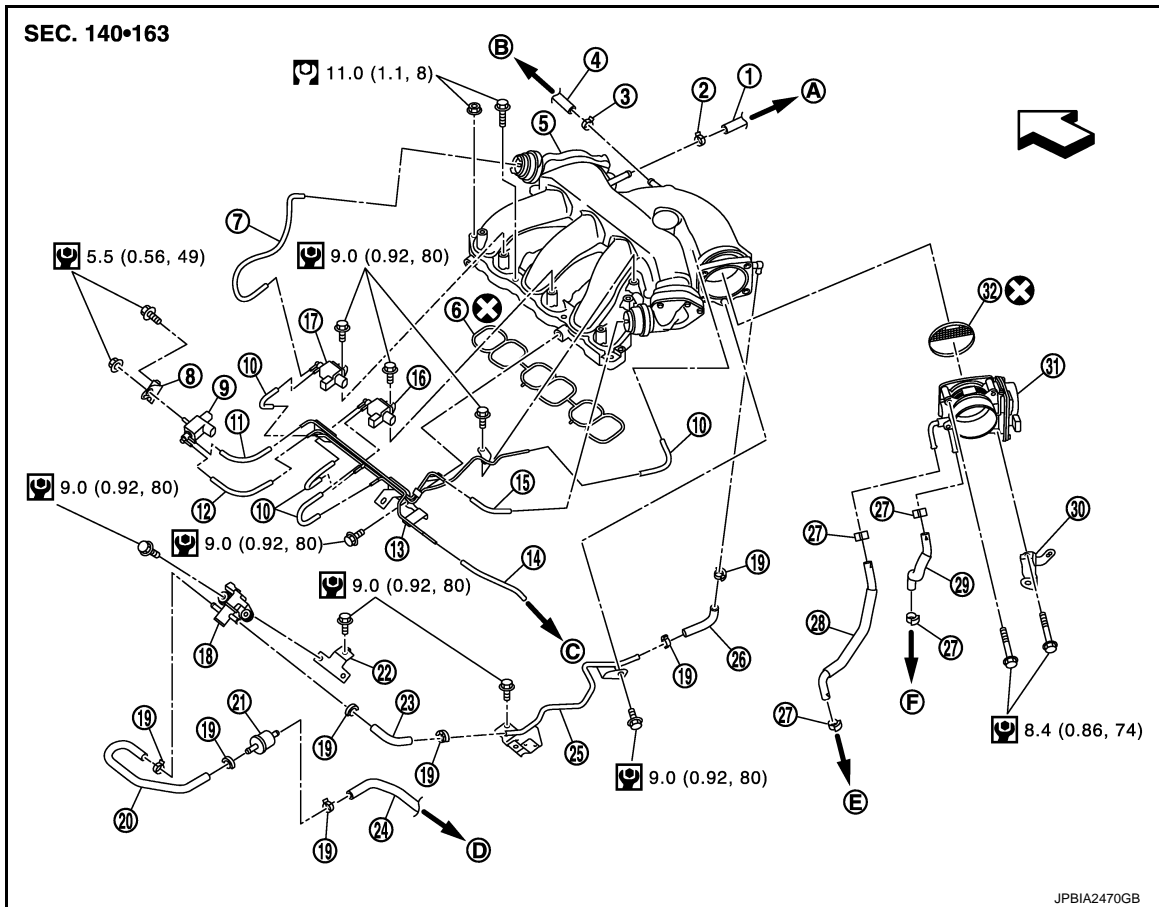 SEC. 140•163
B
4
1
A
11.0 (1.1, 8)
3
2
5
7
9.0 (0.92, 80)
5.5 (0.56, 49)
6
32
17
8
10
16
31
9
11
10
12
15
9.0 (0.92, 80)
10
27
27
30
9.0 (0.92, 80)
13
19
29
14
9.0 (0.92, 80)
28
26
18
C
27
22
19
F
23
21
19
19
19
25
27
8.4 (0.86, 74)
19
9.0 (0.92, 80)
20
24
E
19
D
JPBIA2470GB